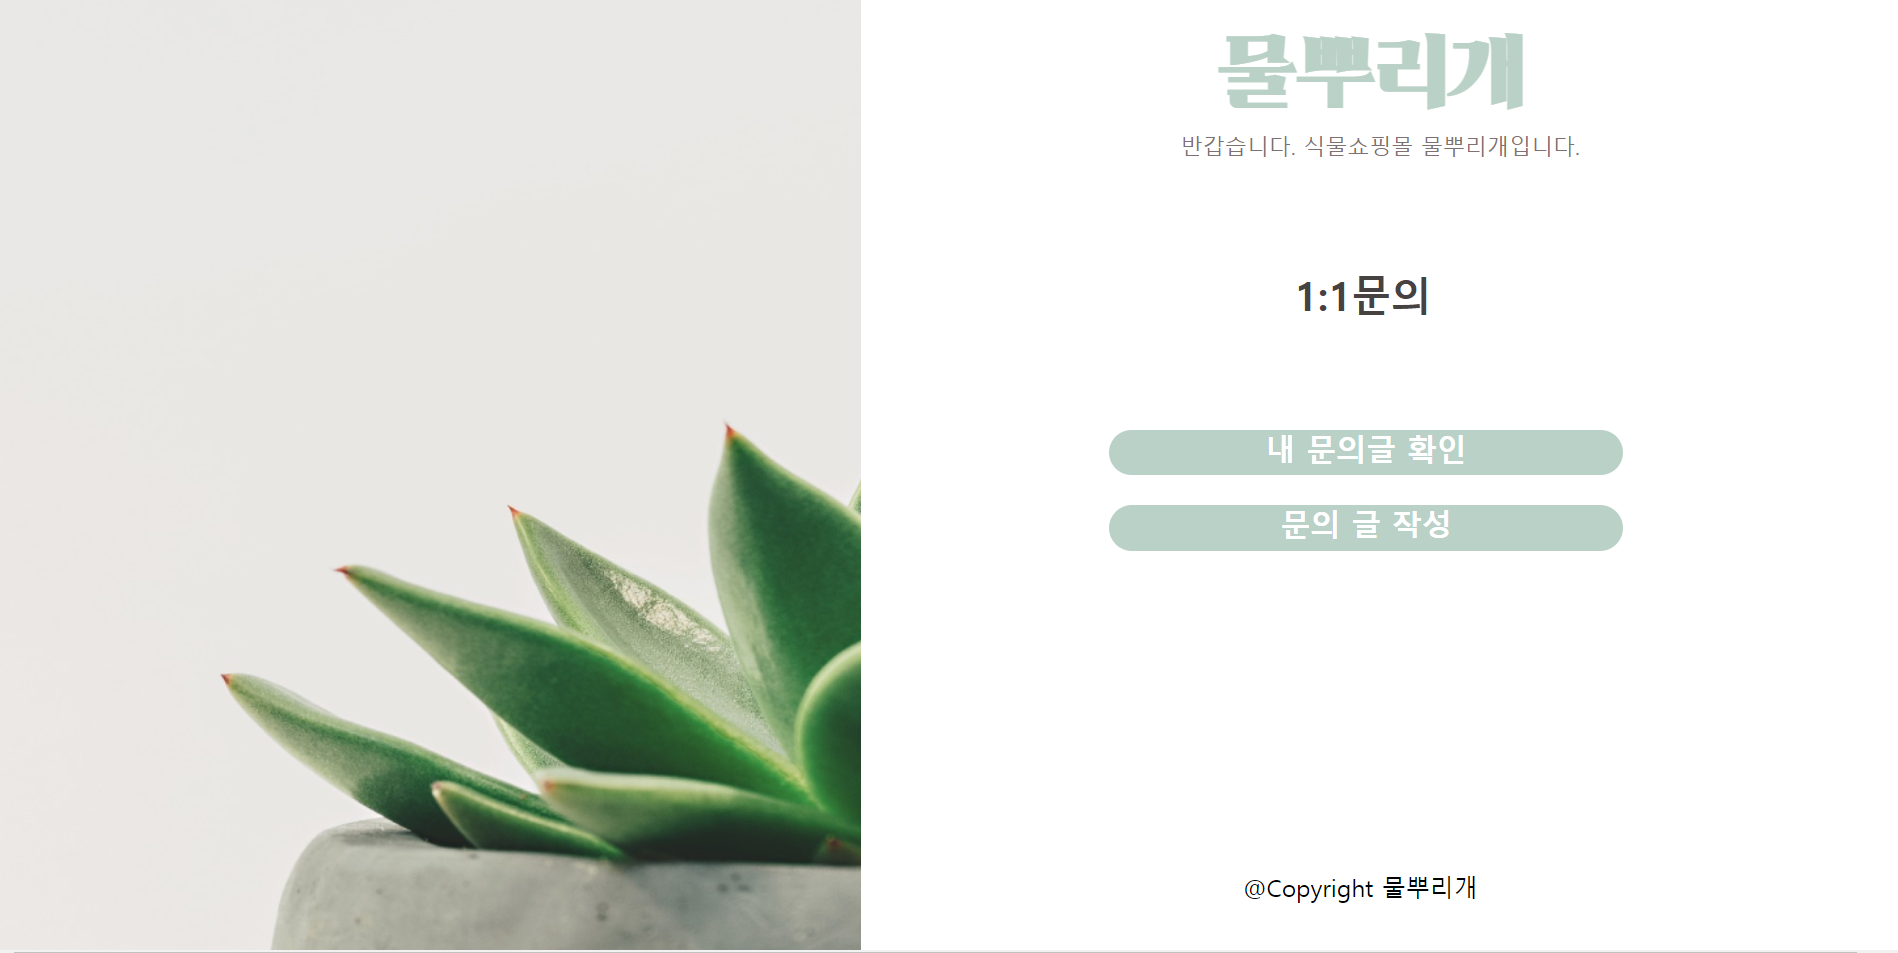 물뿌리개
반갑습니다. 식물쇼핑몰 물뿌리개입니다.
1:1문의
내 문의글 확인
문의 글 작성
@Copyright 물뿌리개